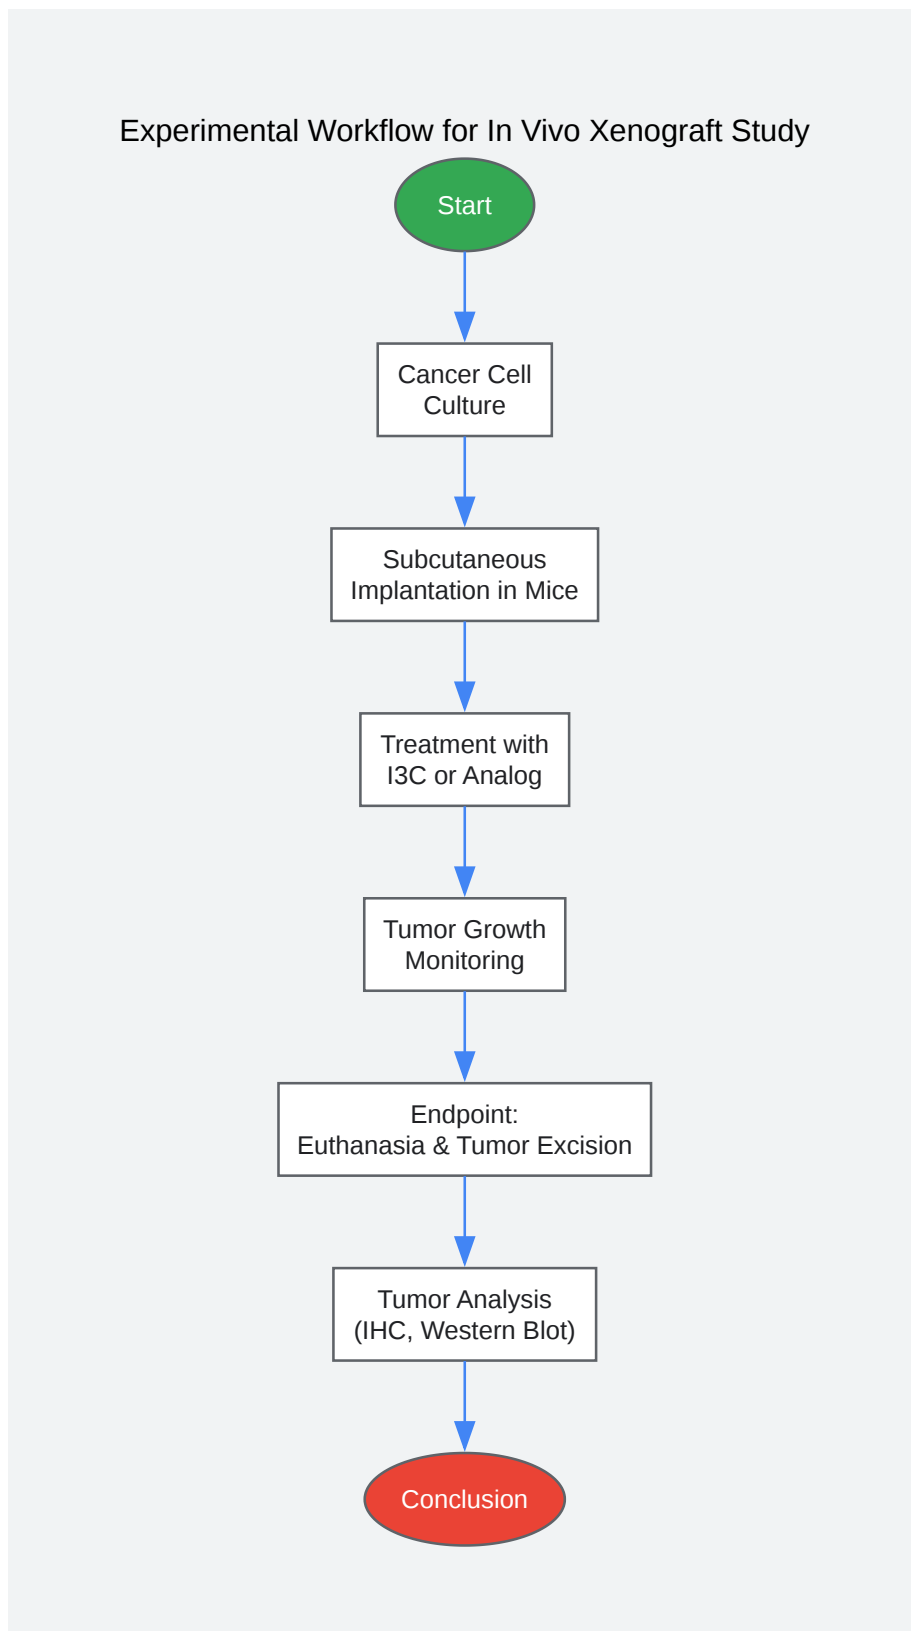 Experimental Workflow for In Vivo Xenograft Study
Start
Cancer Cell
Culture
Subcutaneous
Implantation in Mice
Treatment with
I3C or Analog
Tumor Growth
Monitoring
Endpoint:
Euthanasia & Tumor Excision
Tumor Analysis
(IHC, Western Blot)
Conclusion